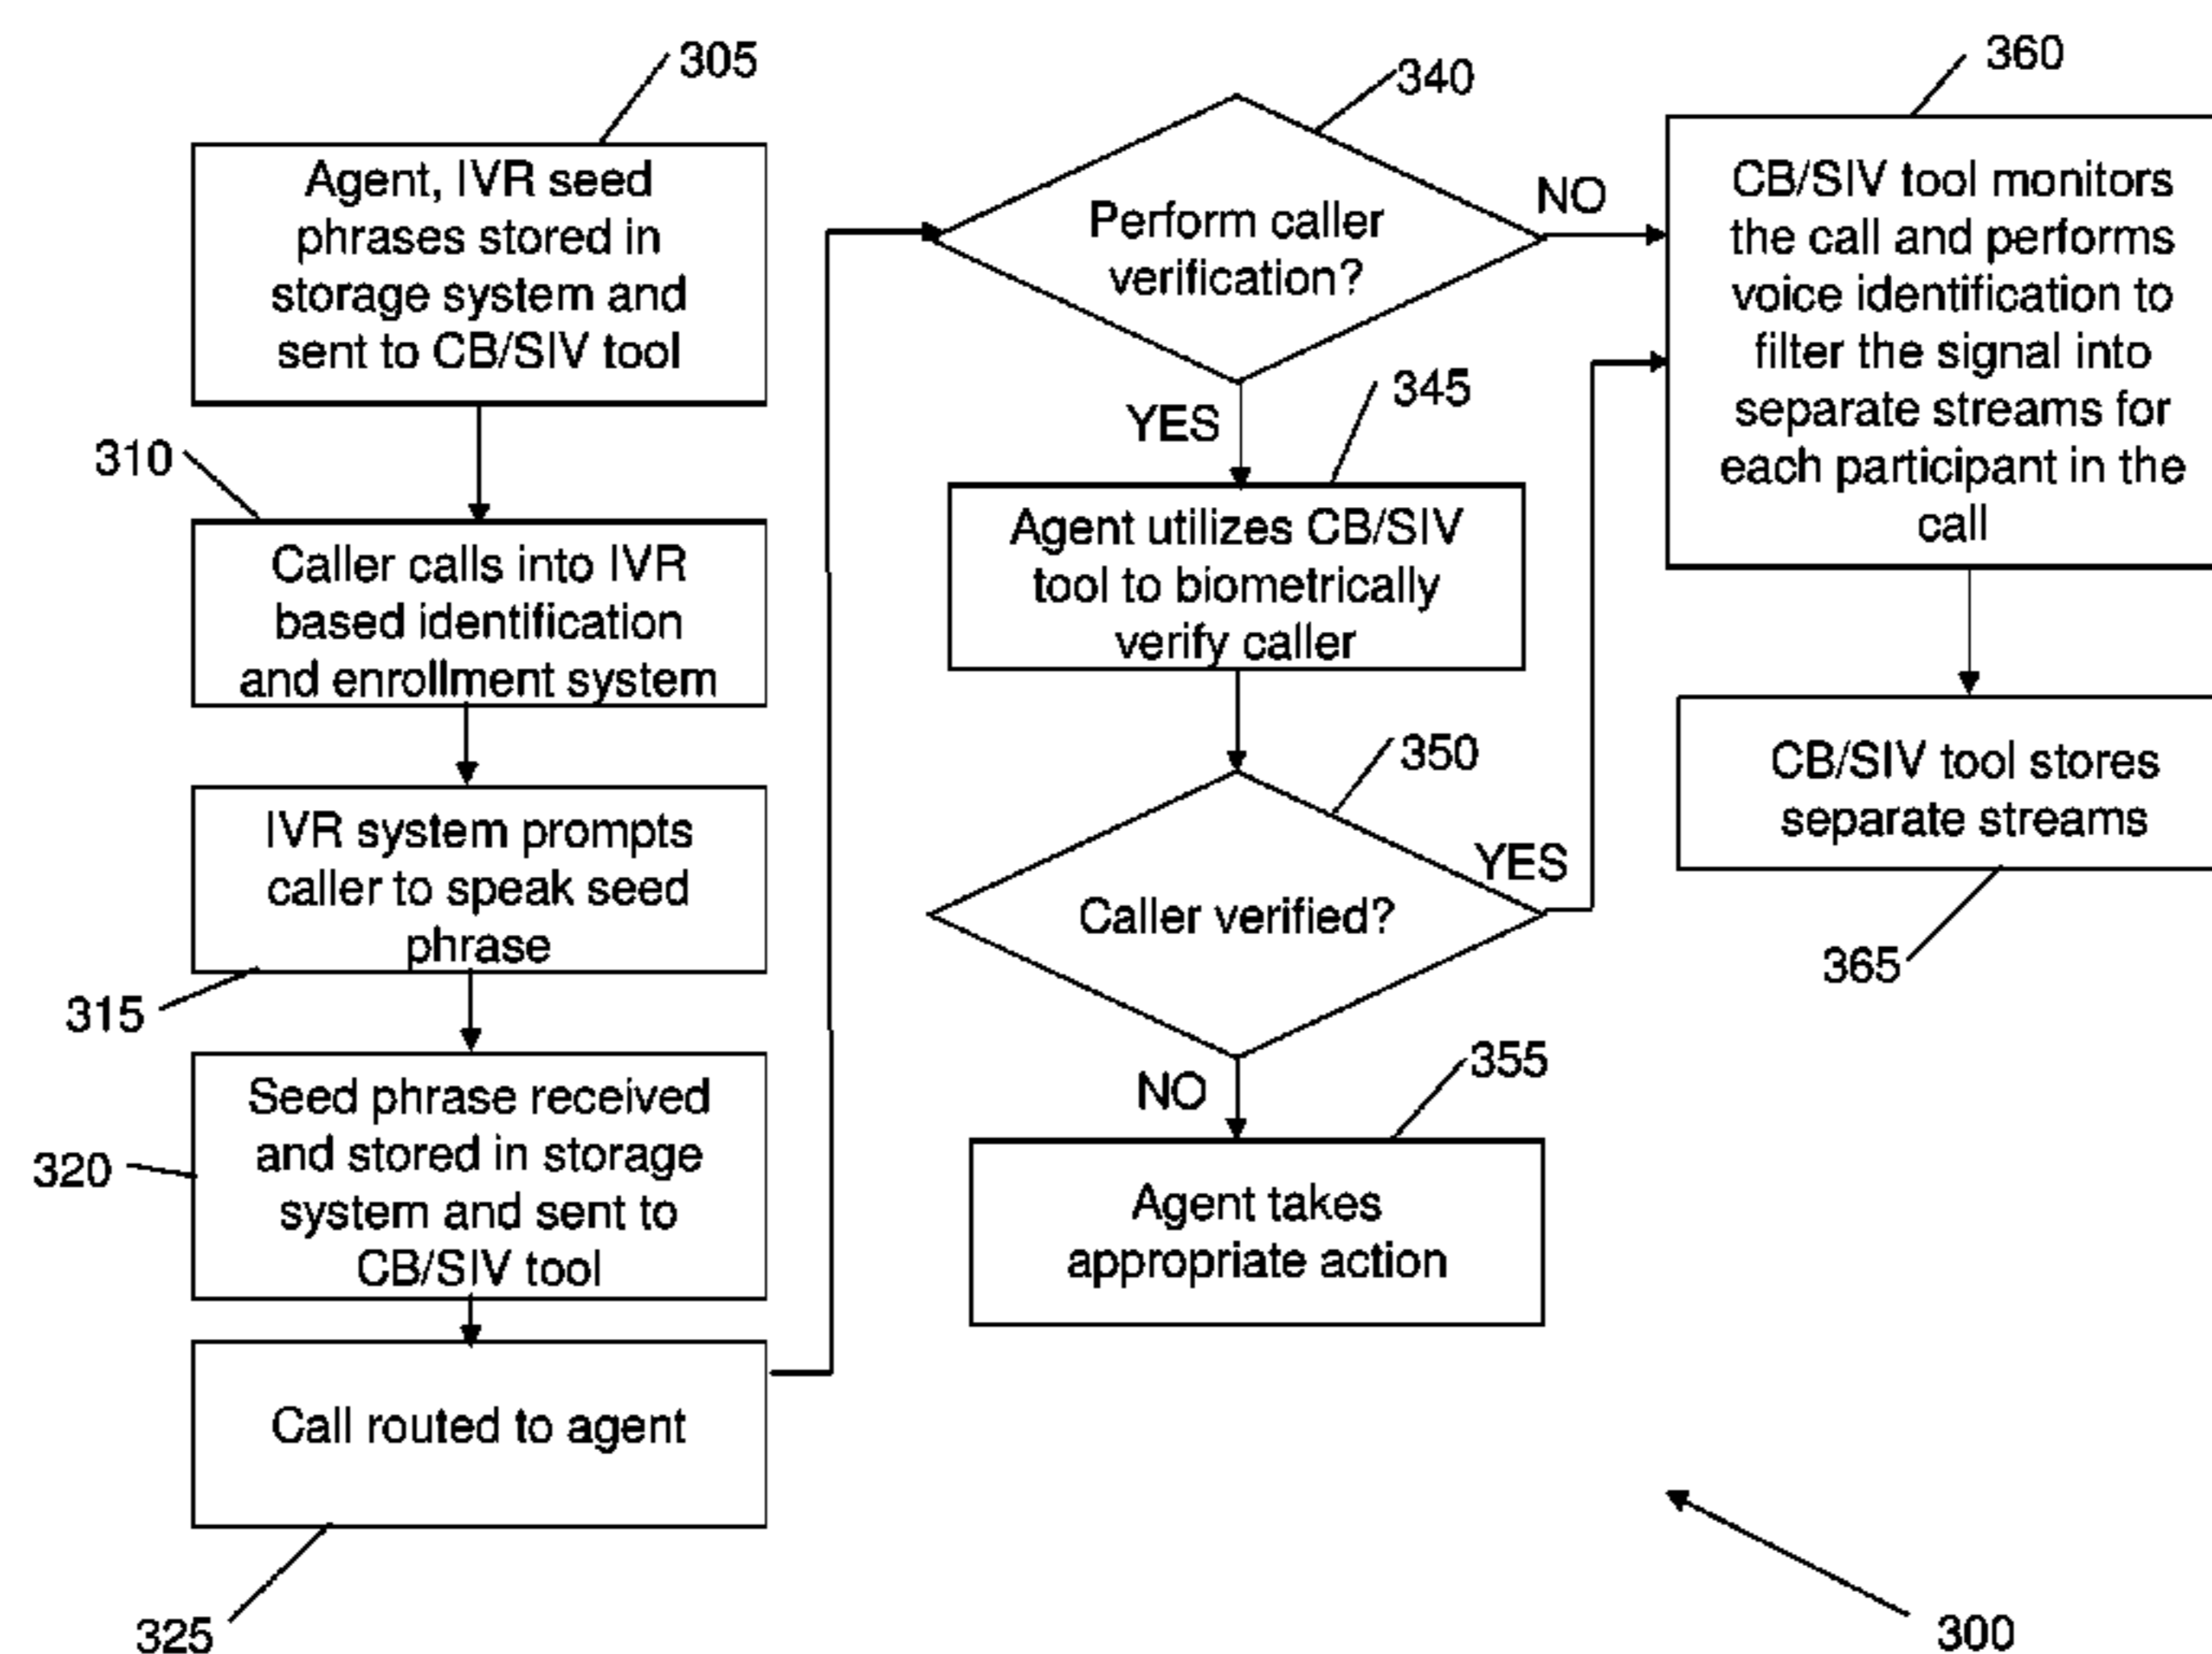 305
Agent, IVR seed
phrases stored in
storage system and
sent to CB/SIV tool
310
Caller calls into IVR
based identification
and enrollment system
IVR system prompts
caller to speak seed
phrase
315
Seed phrase received
and stored in storage
system and sent to
CB/SIV tool
320
Call routed to agent
325
340
Perform caller
verification?
NO
YES
345
Agent utilizes CB/SIV
tool to biometrically
verify caller
350
YES
Caller verified?
NO
355
Agent takes
appropriate action
360
CB/SIV tool monitors
the call and performs
voice identification to
filter the signal into
separate streams for
each participant in the
call
CB/SIV tool stores
separate streams
365
300